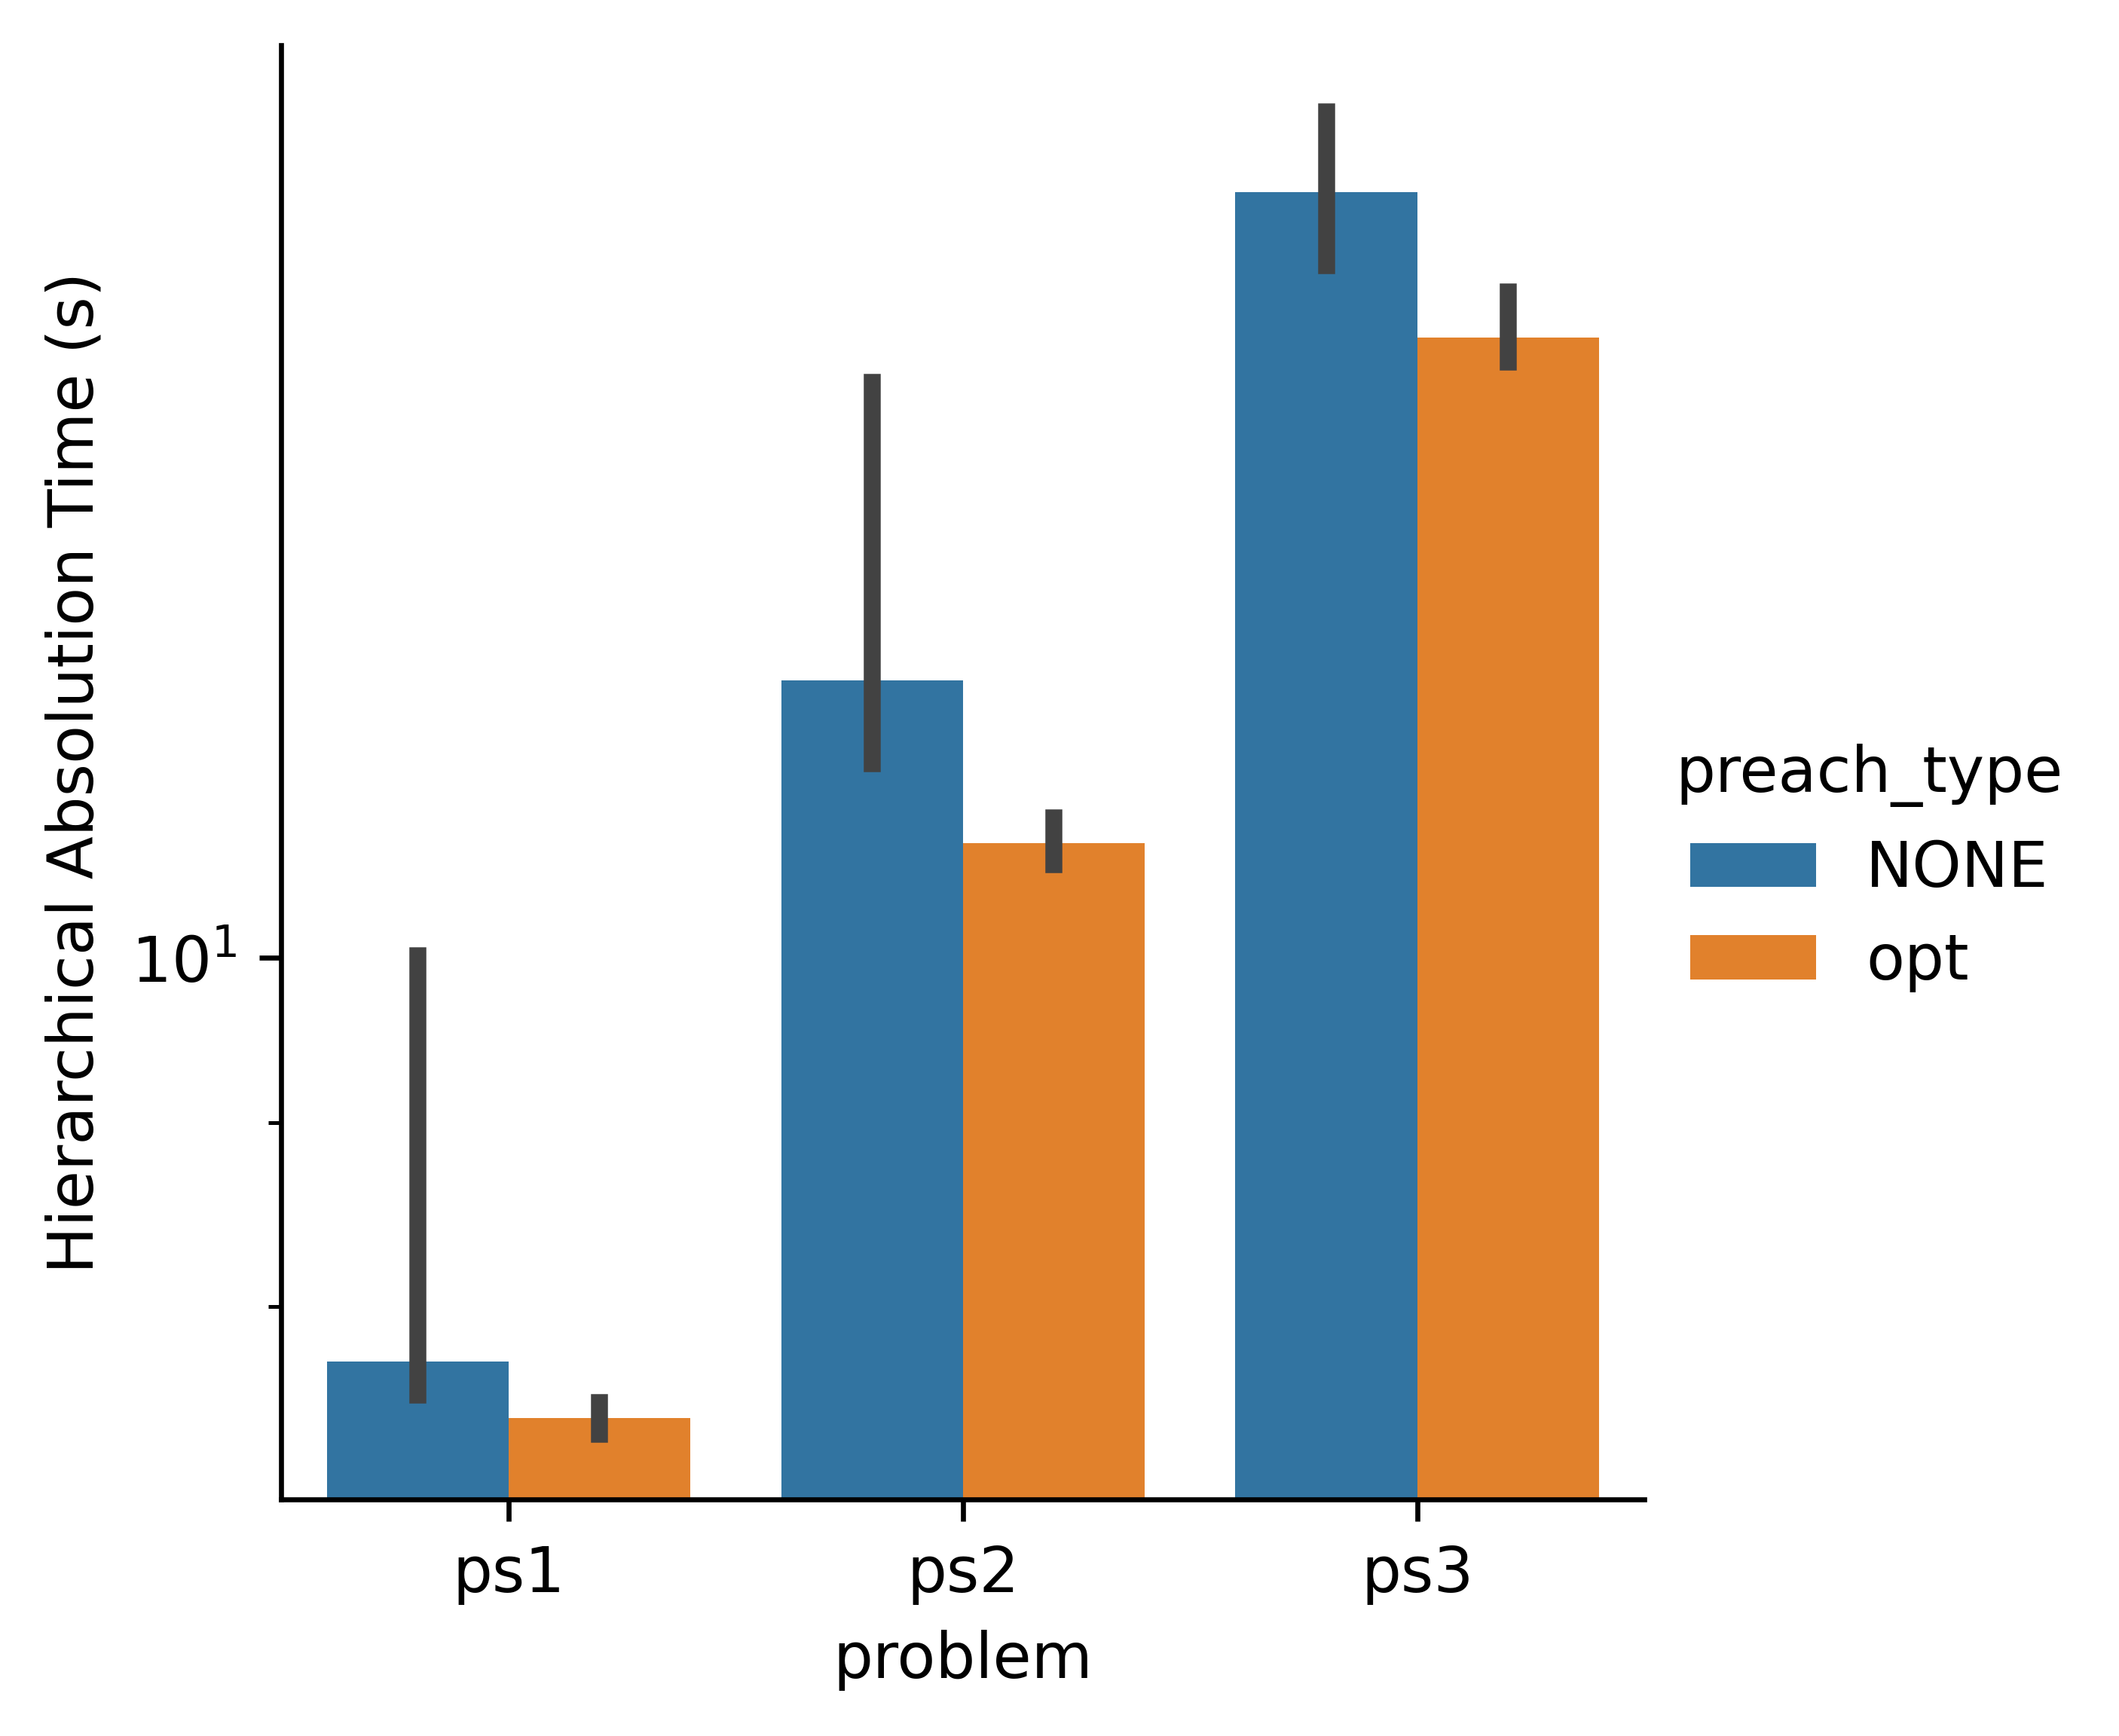 Hierarchical Absolution Time (s)
10¹
ps1 ps2 ps3
problem
preach_type
NONE
opt